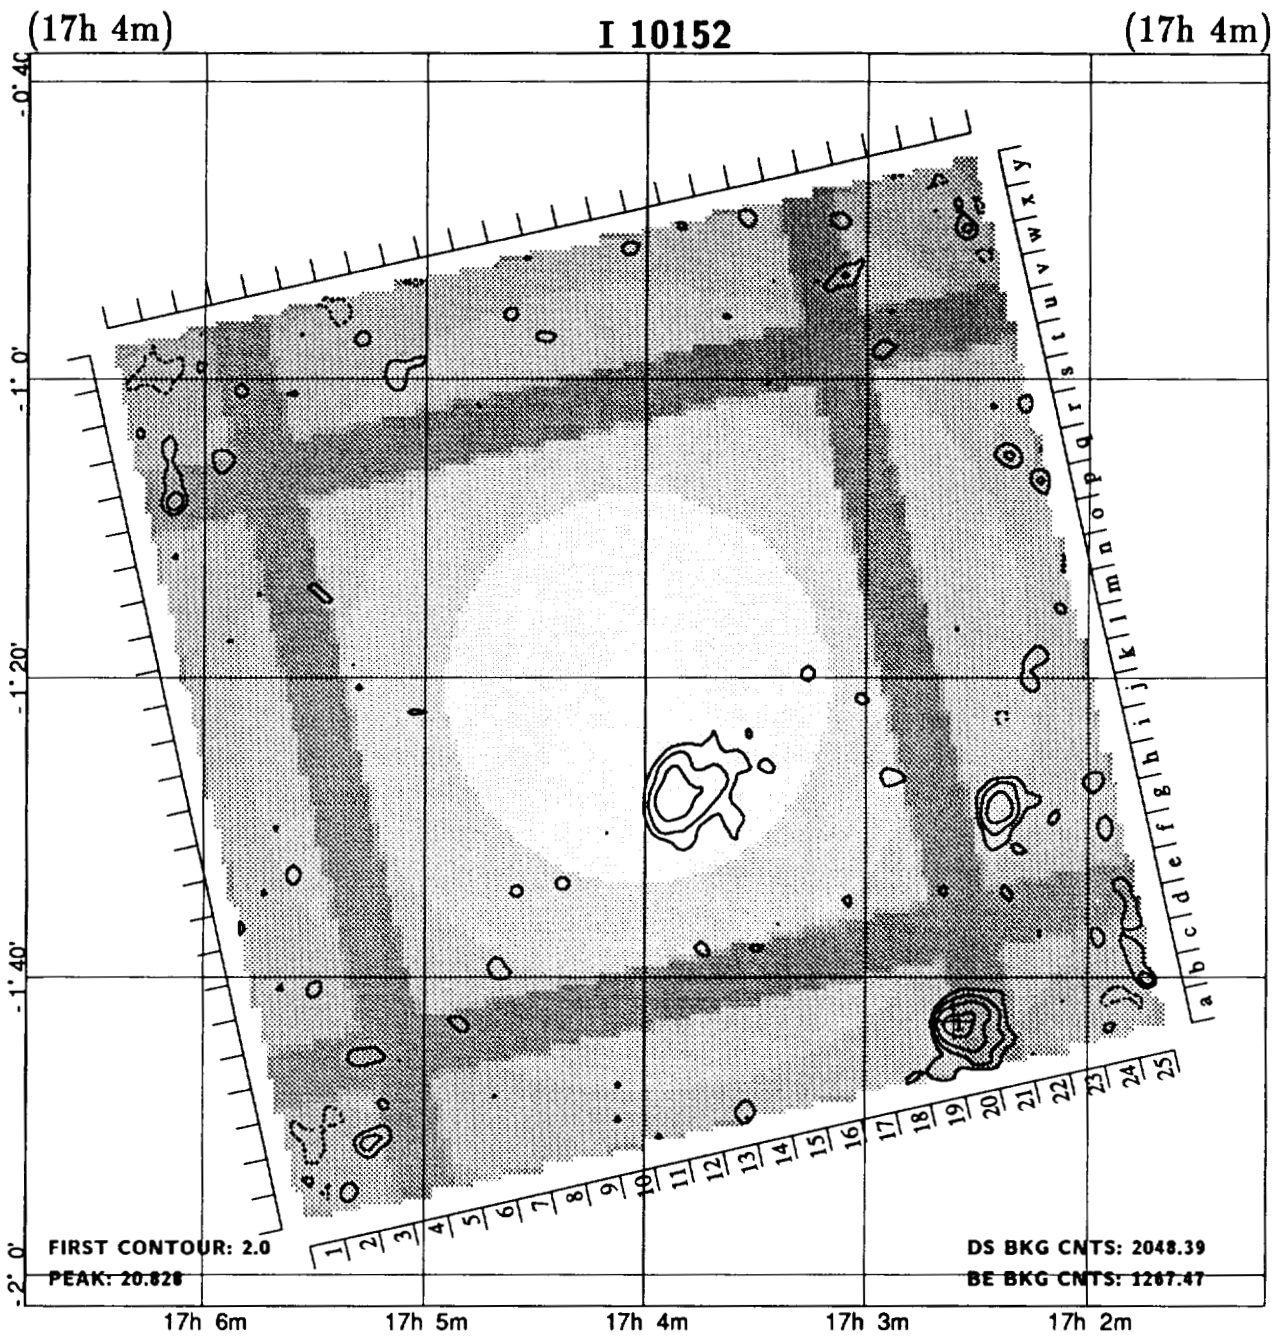 (17h 4m) I 10152 (17h 4m)
-0° 40'
-1° 0'
-1° 20'
-1° 40'
-2° 0'
a b c d e f g h i j k l m n o p q r s t u v w x y
1 2 3 4 5 6 7 8 9 10 11 12 13 14 15 16 17 18 19 20 21 22 23 24 25
FIRST CONTOUR: 2.0 DS BKG CNTS: 2048.39
PEAK: 20.828 BE BKG CNTS: 1267.47
17h 6m 17h 5m 17h 4m 17h 3m 17h 2m